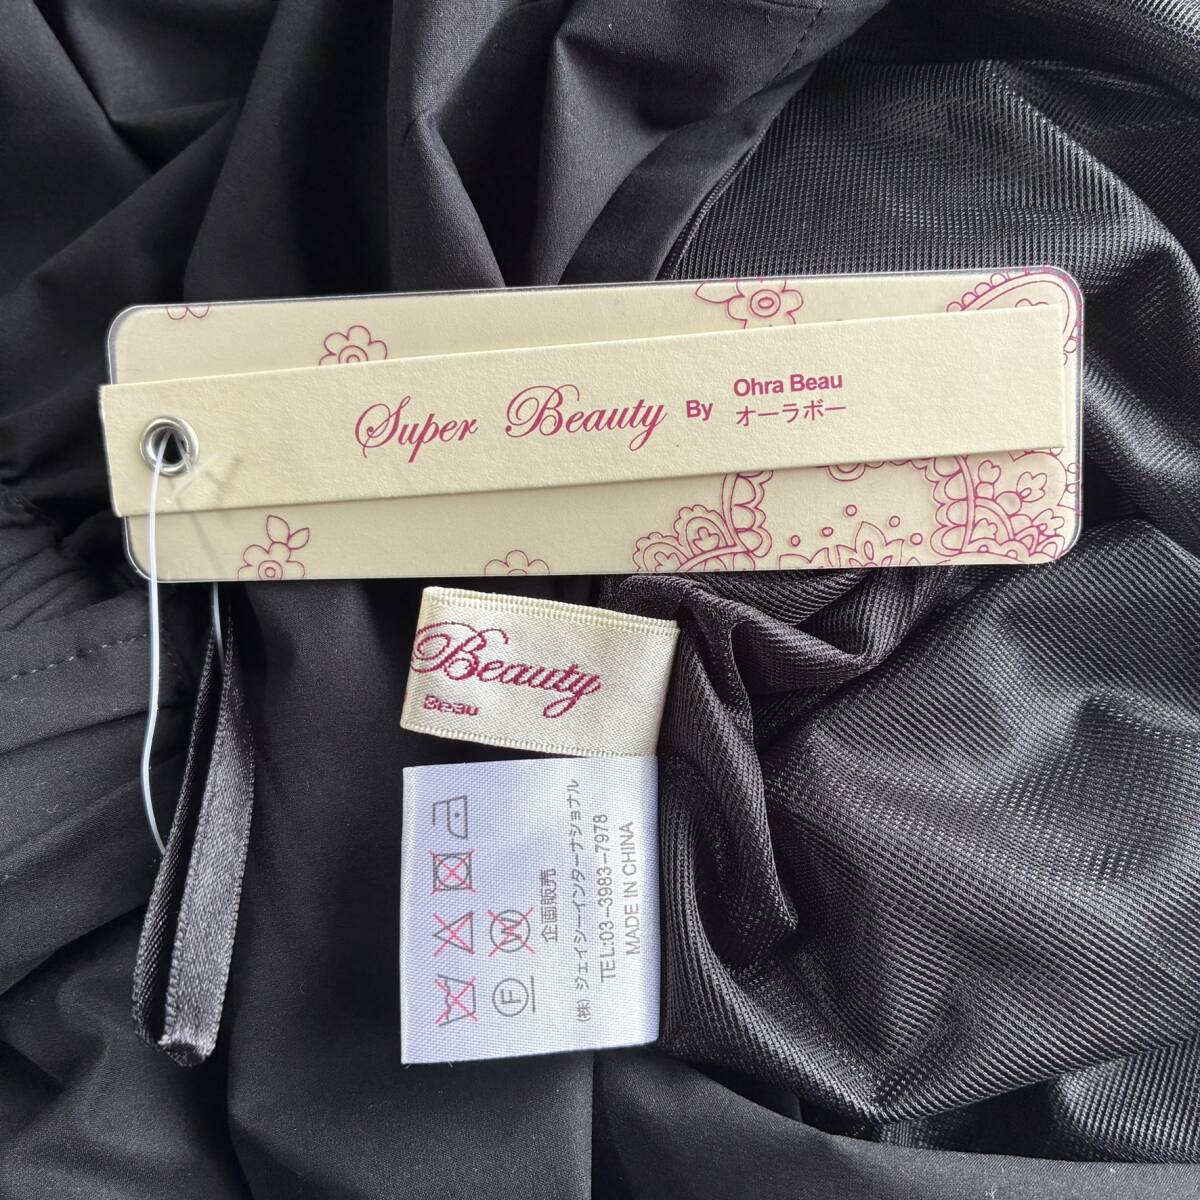 Super Beauty By Ohra Beau
オーラボー
Beauty
Beau
W
F
企画販売
(株) ジェイシーインターナショナル
TEL:03-3983-7978
MADE IN CHINA